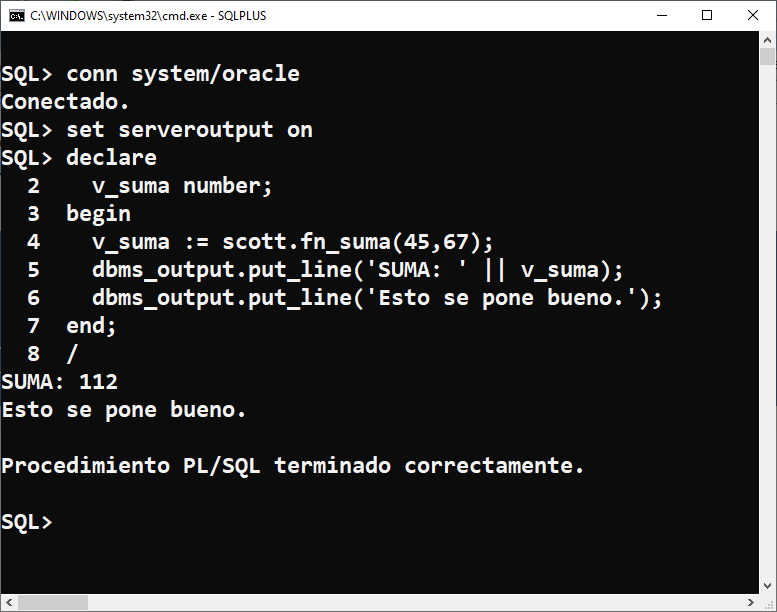 C:\WINDOWS\system32\cmd.exe - SQLPLUS
SQL> conn system/oracle
Conectado.
SQL> set serveroutput on
SQL> declare
  2    v_suma number;
  3  begin
  4    v_suma := scott.fn_suma(45,67);
  5    dbms_output.put_line('SUMA: ' || v_suma);
  6    dbms_output.put_line('Esto se pone bueno.');
  7  end;
  8  /
SUMA: 112
Esto se pone bueno.
Procedimiento PL/SQL terminado correctamente.
SQL>